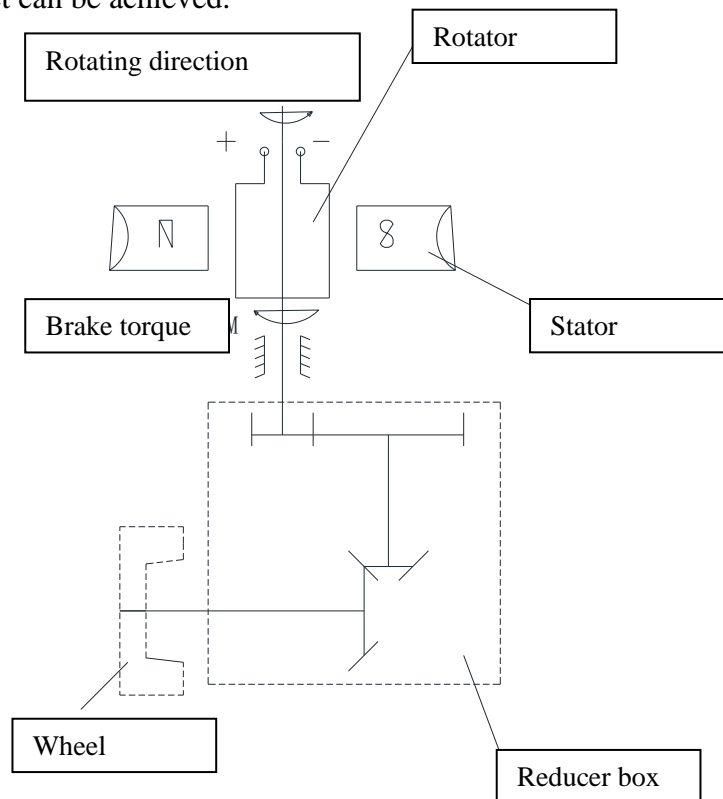 can be achieved.
Rotator
Rotating direction
+ −
N S
Brake torque M
Stator
Wheel
Reducer box